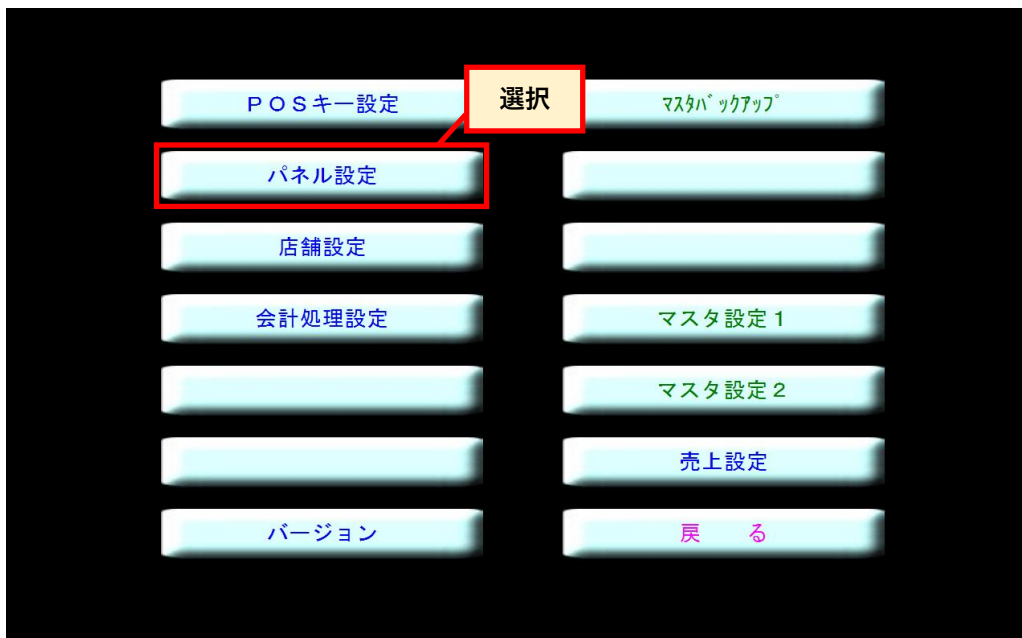 POSキー設定
選択
ﾏｽﾀﾊﾞｯｸｱｯﾌﾟ
パネル設定
店舗設定
会計処理設定
マスタ設定1
マスタ設定2
売上設定
バージョン
戻 る